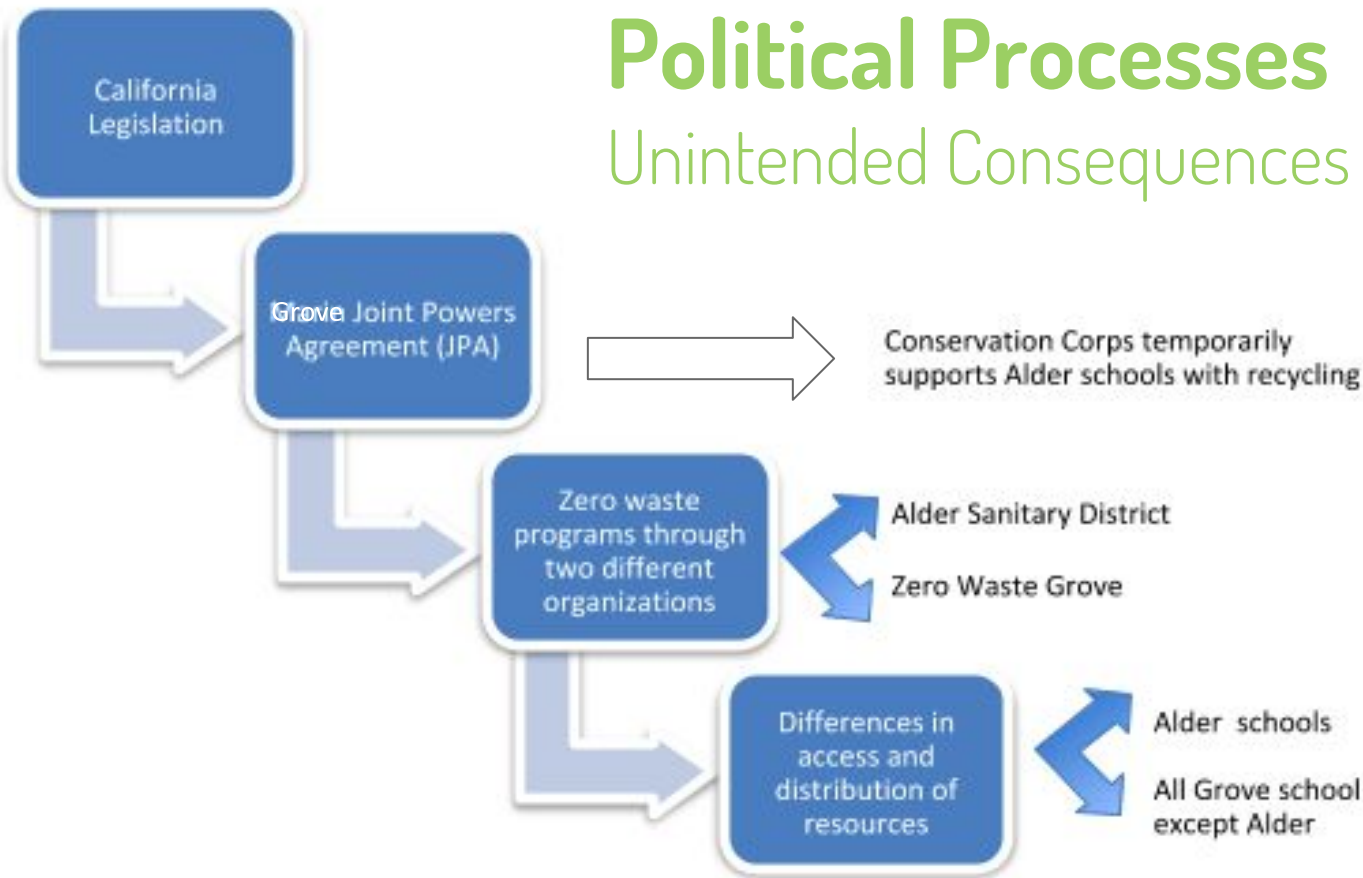 Political Processes
Unintended Consequences
California
Legislation
Grove Joint Powers
Agreement (JPA)
Conservation Corps temporarily
supports Alder schools with recycling
Zero waste
programs through
two different
organizations
Alder Sanitary District
Zero Waste Grove
Differences in
access and
distribution of
resources
Alder schools
All Grove school
except Alder